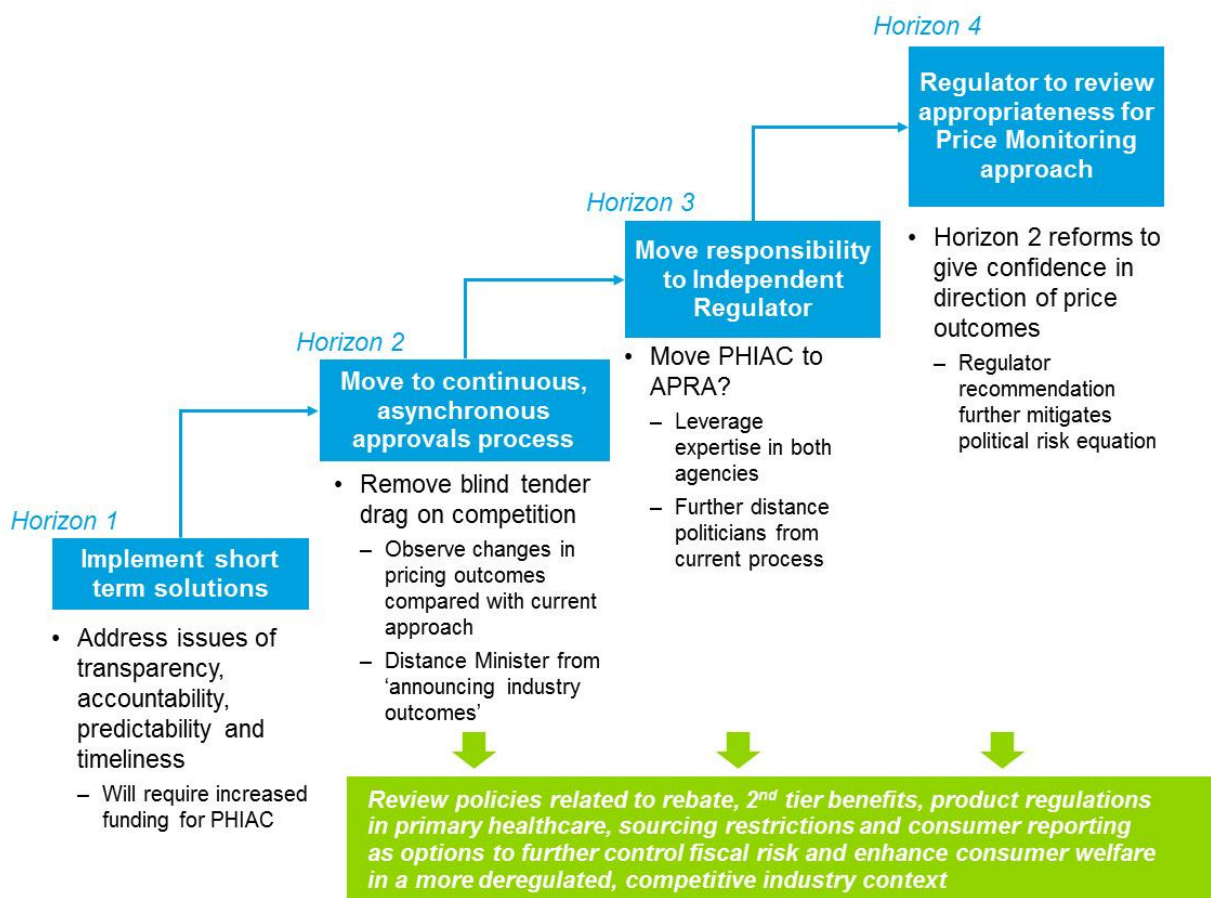 Horizon 1
Implement short
term solutions
• Address issues of
transparency,
accountability,
predictability and
timeliness
– Will require increased
funding for PHIAC
Horizon 2
Move to continuous,
asynchronous
approvals process
• Remove blind tender
drag on competition
– Observe changes in
pricing outcomes
compared with current
approach
– Distance Minister from
‘announcing industry
outcomes’
Horizon 3
Move responsibility
to Independent
Regulator
• Move PHIAC to
APRA?
– Leverage
expertise in both
agencies
– Further distance
politicians from
current process
Horizon 4
Regulator to review
appropriateness for
Price Monitoring
approach
• Horizon 2 reforms to
give confidence in
direction of price
outcomes
– Regulator
recommendation
further mitigates
political risk equation
Review policies related to rebate, 2nd tier benefits, product regulations
in primary healthcare, sourcing restrictions and consumer reporting
as options to further control fiscal risk and enhance consumer welfare
in a more deregulated, competitive industry context